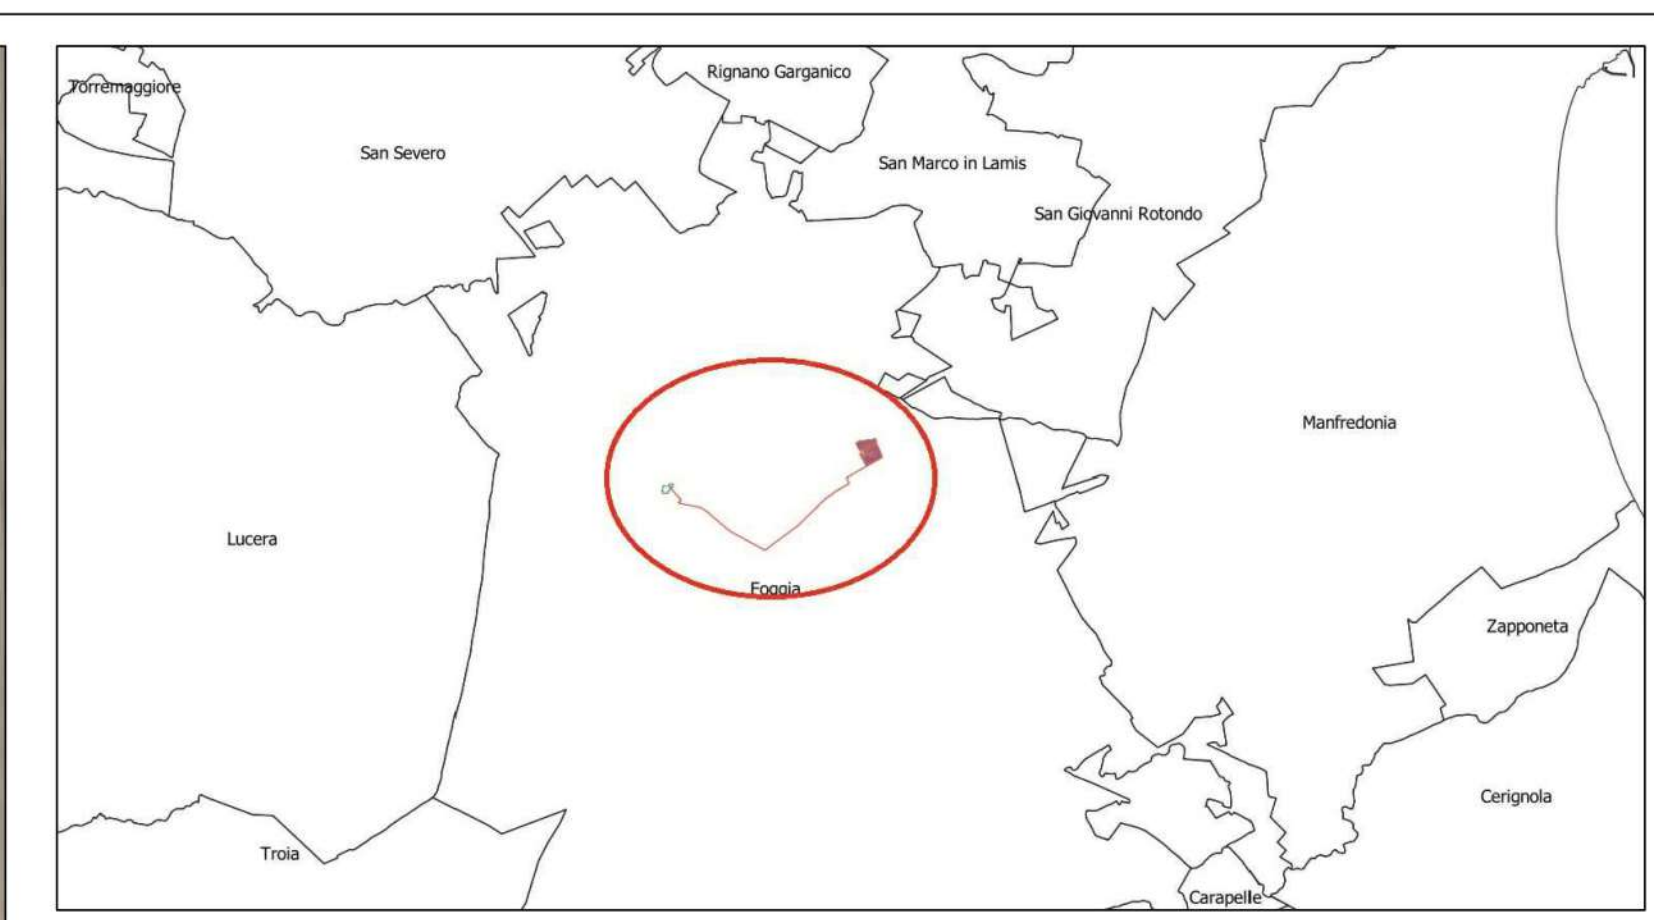 Rignano Garganico
Torremaggiore
San Severo
San Marco in Lamis
San Giovanni Rotondo
Manfredonia
Lucera
Foggia
Zapponeta
Cerignola
Troia
Carapelle